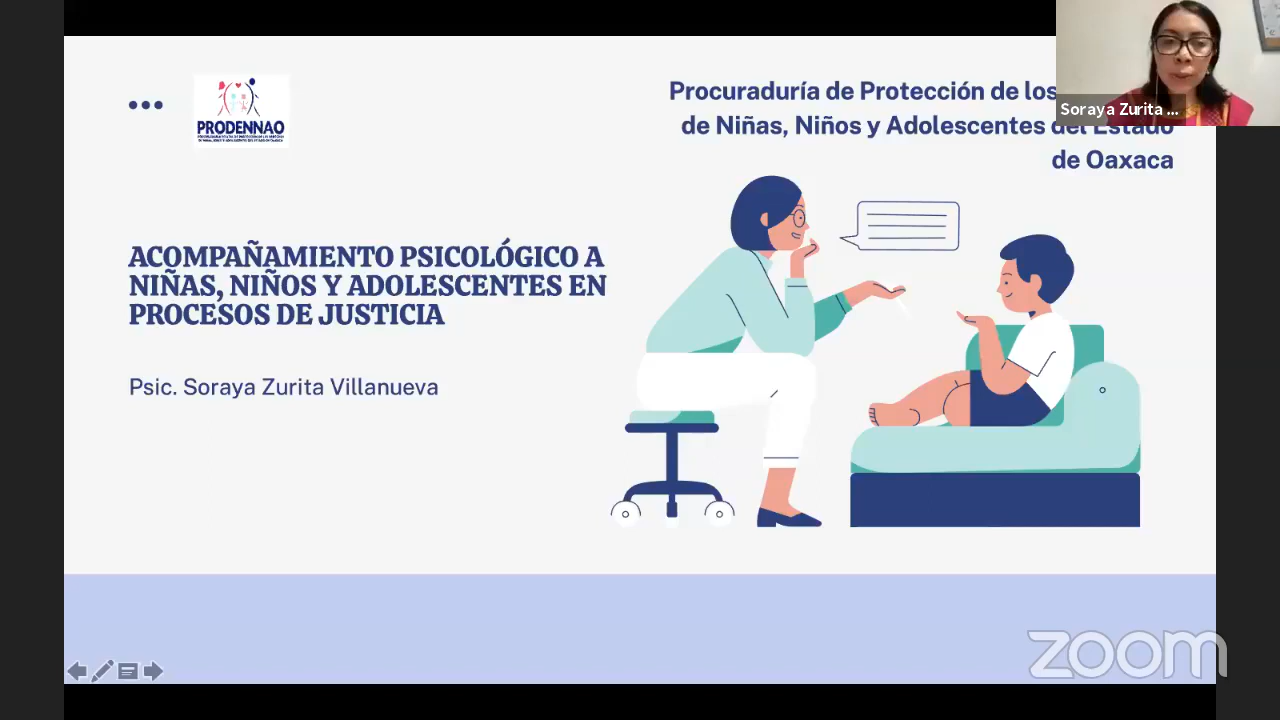 PRODENNAO
Procuraduría de Protección de los
de Niñas, Niños y Adolescentes del Estado
de Oaxaca
Soraya Zurita ...
ACOMPAÑAMIENTO PSICOLÓGICO A
NIÑAS, NIÑOS Y ADOLESCENTES EN
PROCESOS DE JUSTICIA
Psic. Soraya Zurita Villanueva
zoom